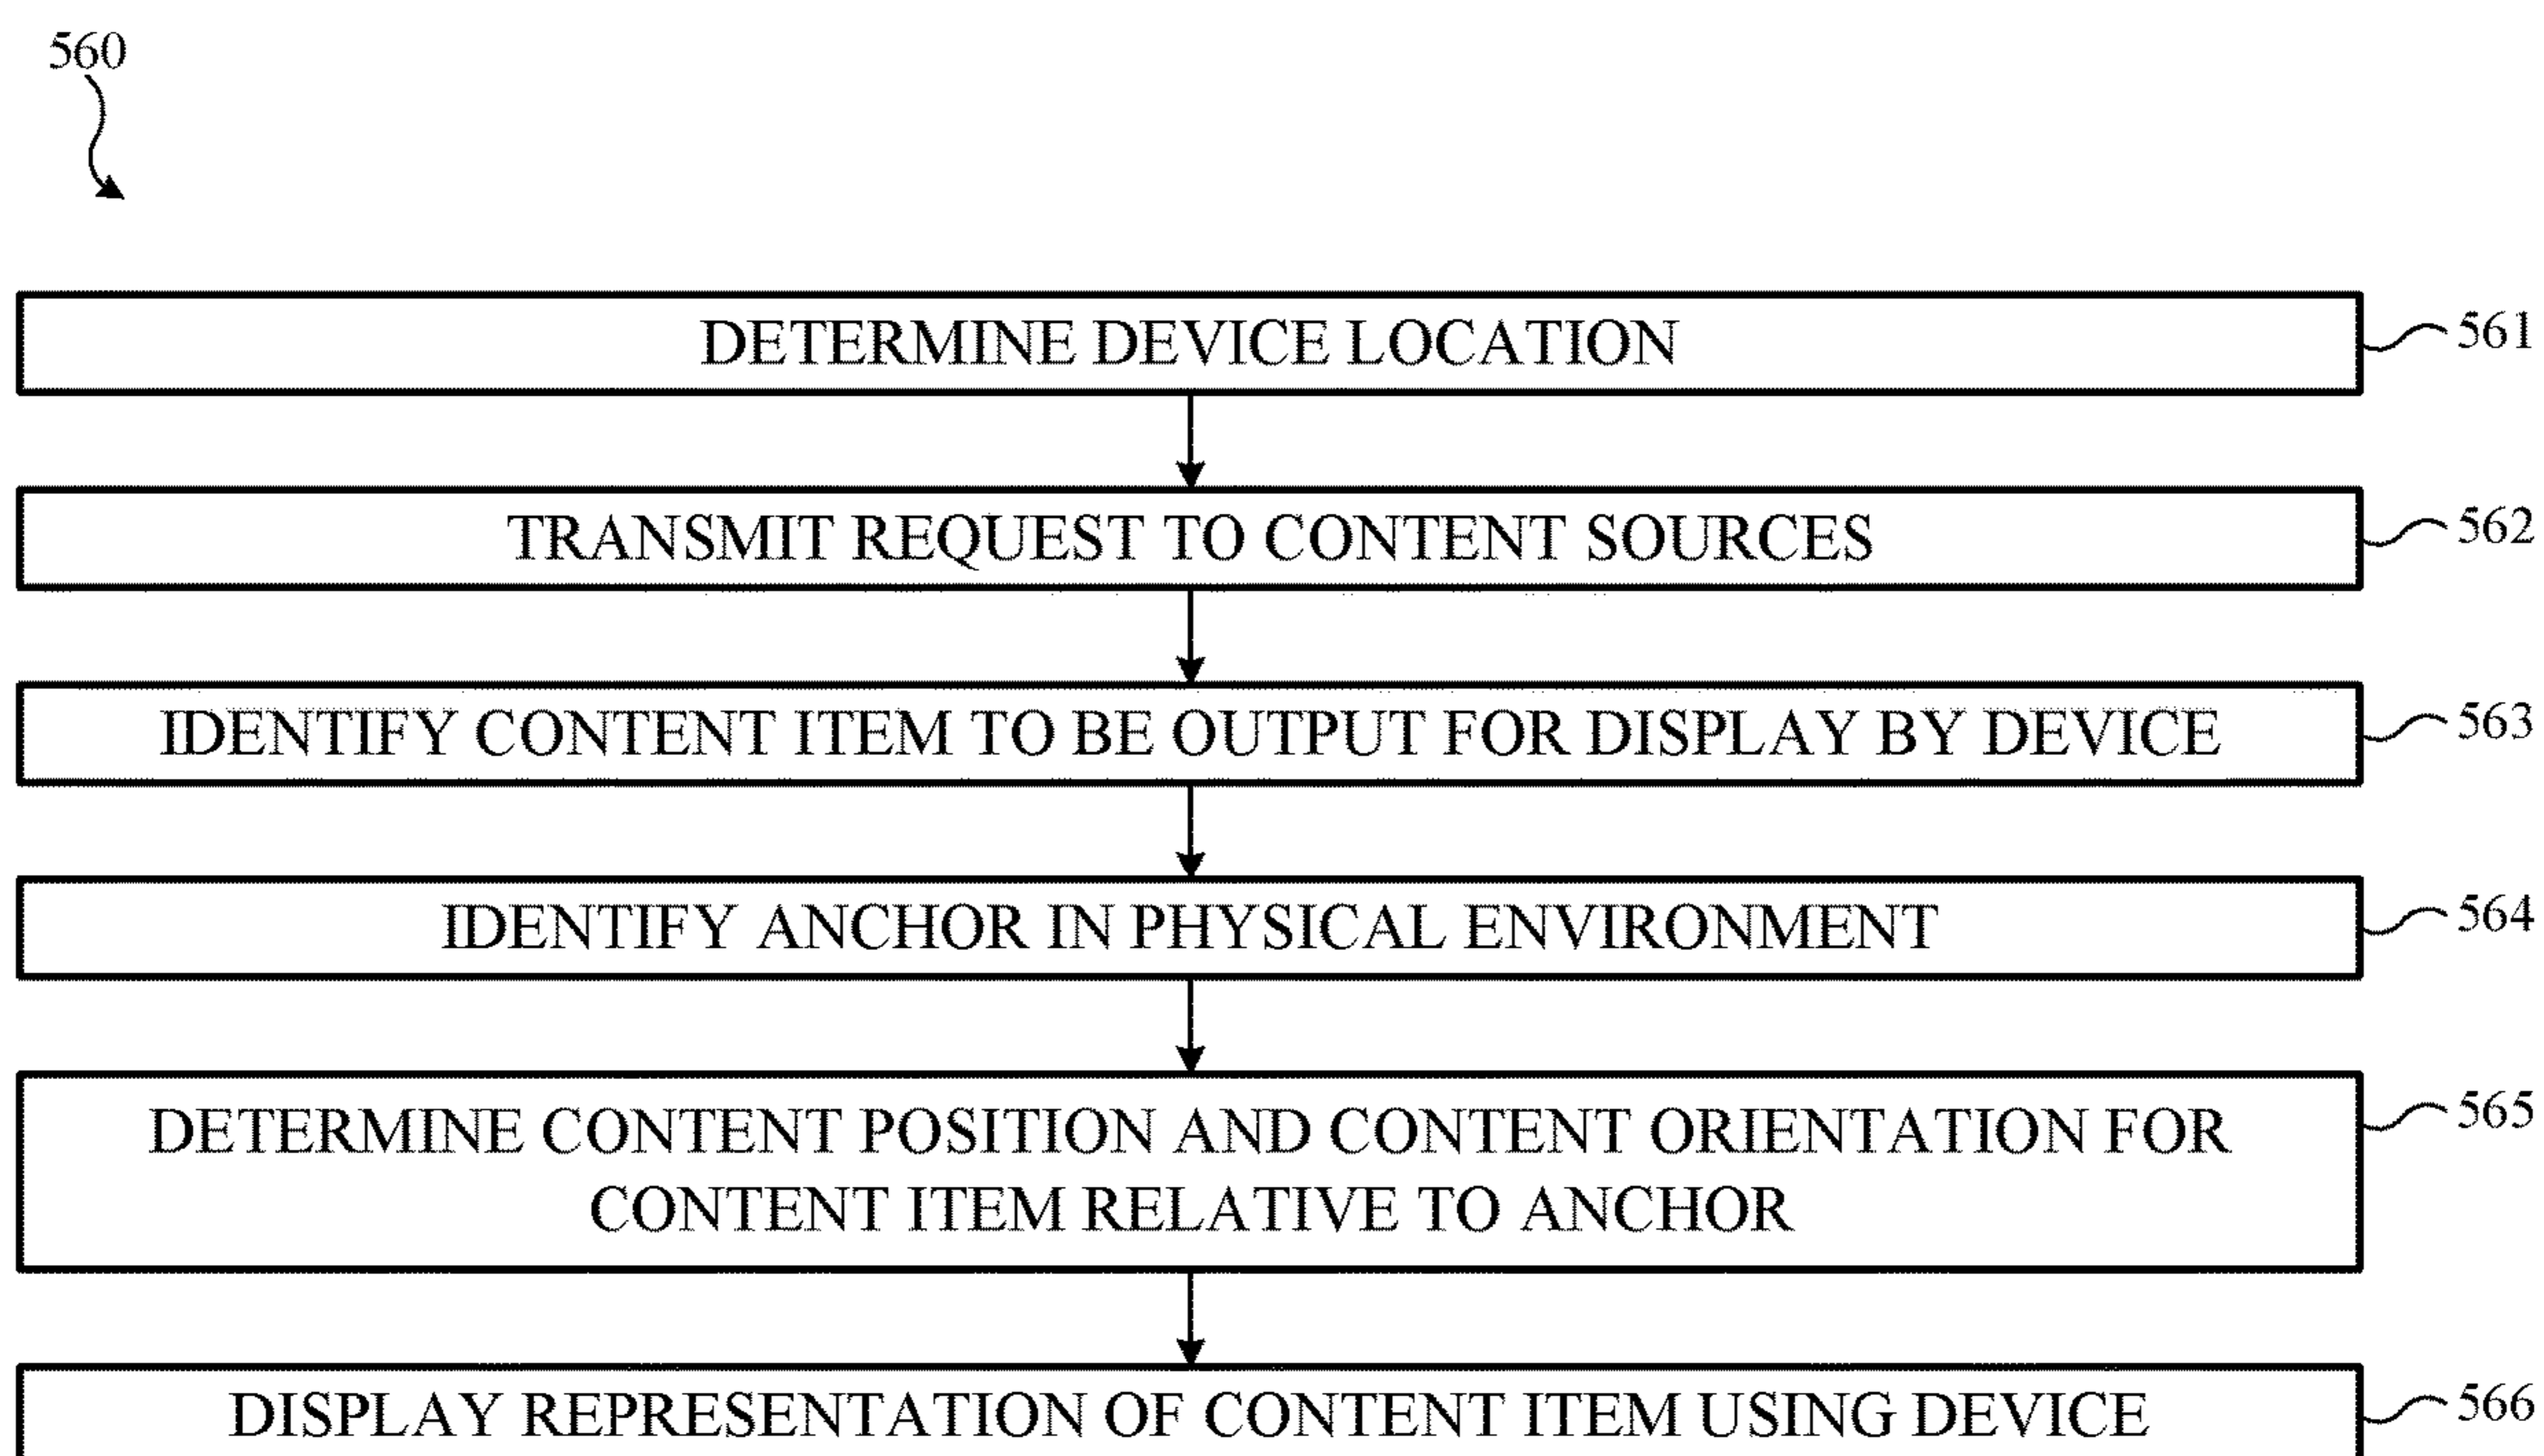 560
DETERMINE DEVICE LOCATION
561
TRANSMIT REQUEST TO CONTENT SOURCES
562
IDENTIFY CONTENT ITEM TO BE OUTPUT FOR DISPLAY BY DEVICE
563
IDENTIFY ANCHOR IN PHYSICAL ENVIRONMENT
564
DETERMINE CONTENT POSITION AND CONTENT ORIENTATION FOR
CONTENT ITEM RELATIVE TO ANCHOR
565
DISPLAY REPRESENTATION OF CONTENT ITEM USING DEVICE
566